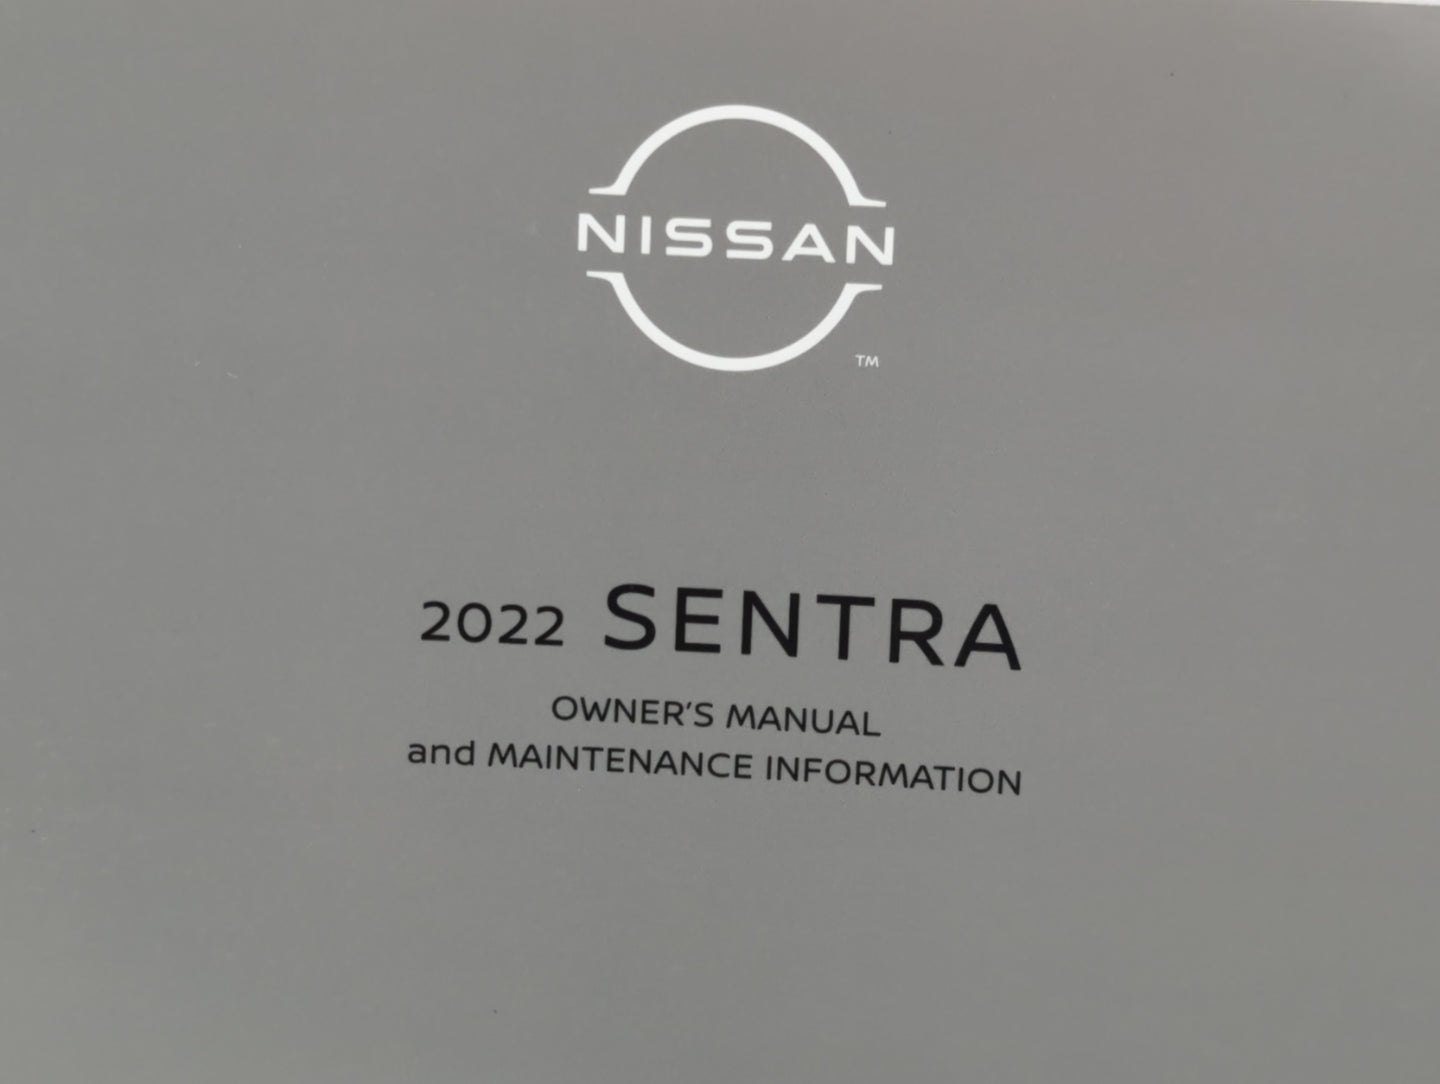 NISSAN
TM
2022 SENTRA
OWNER'S MANUAL
and MAINTENANCE INFORMATION